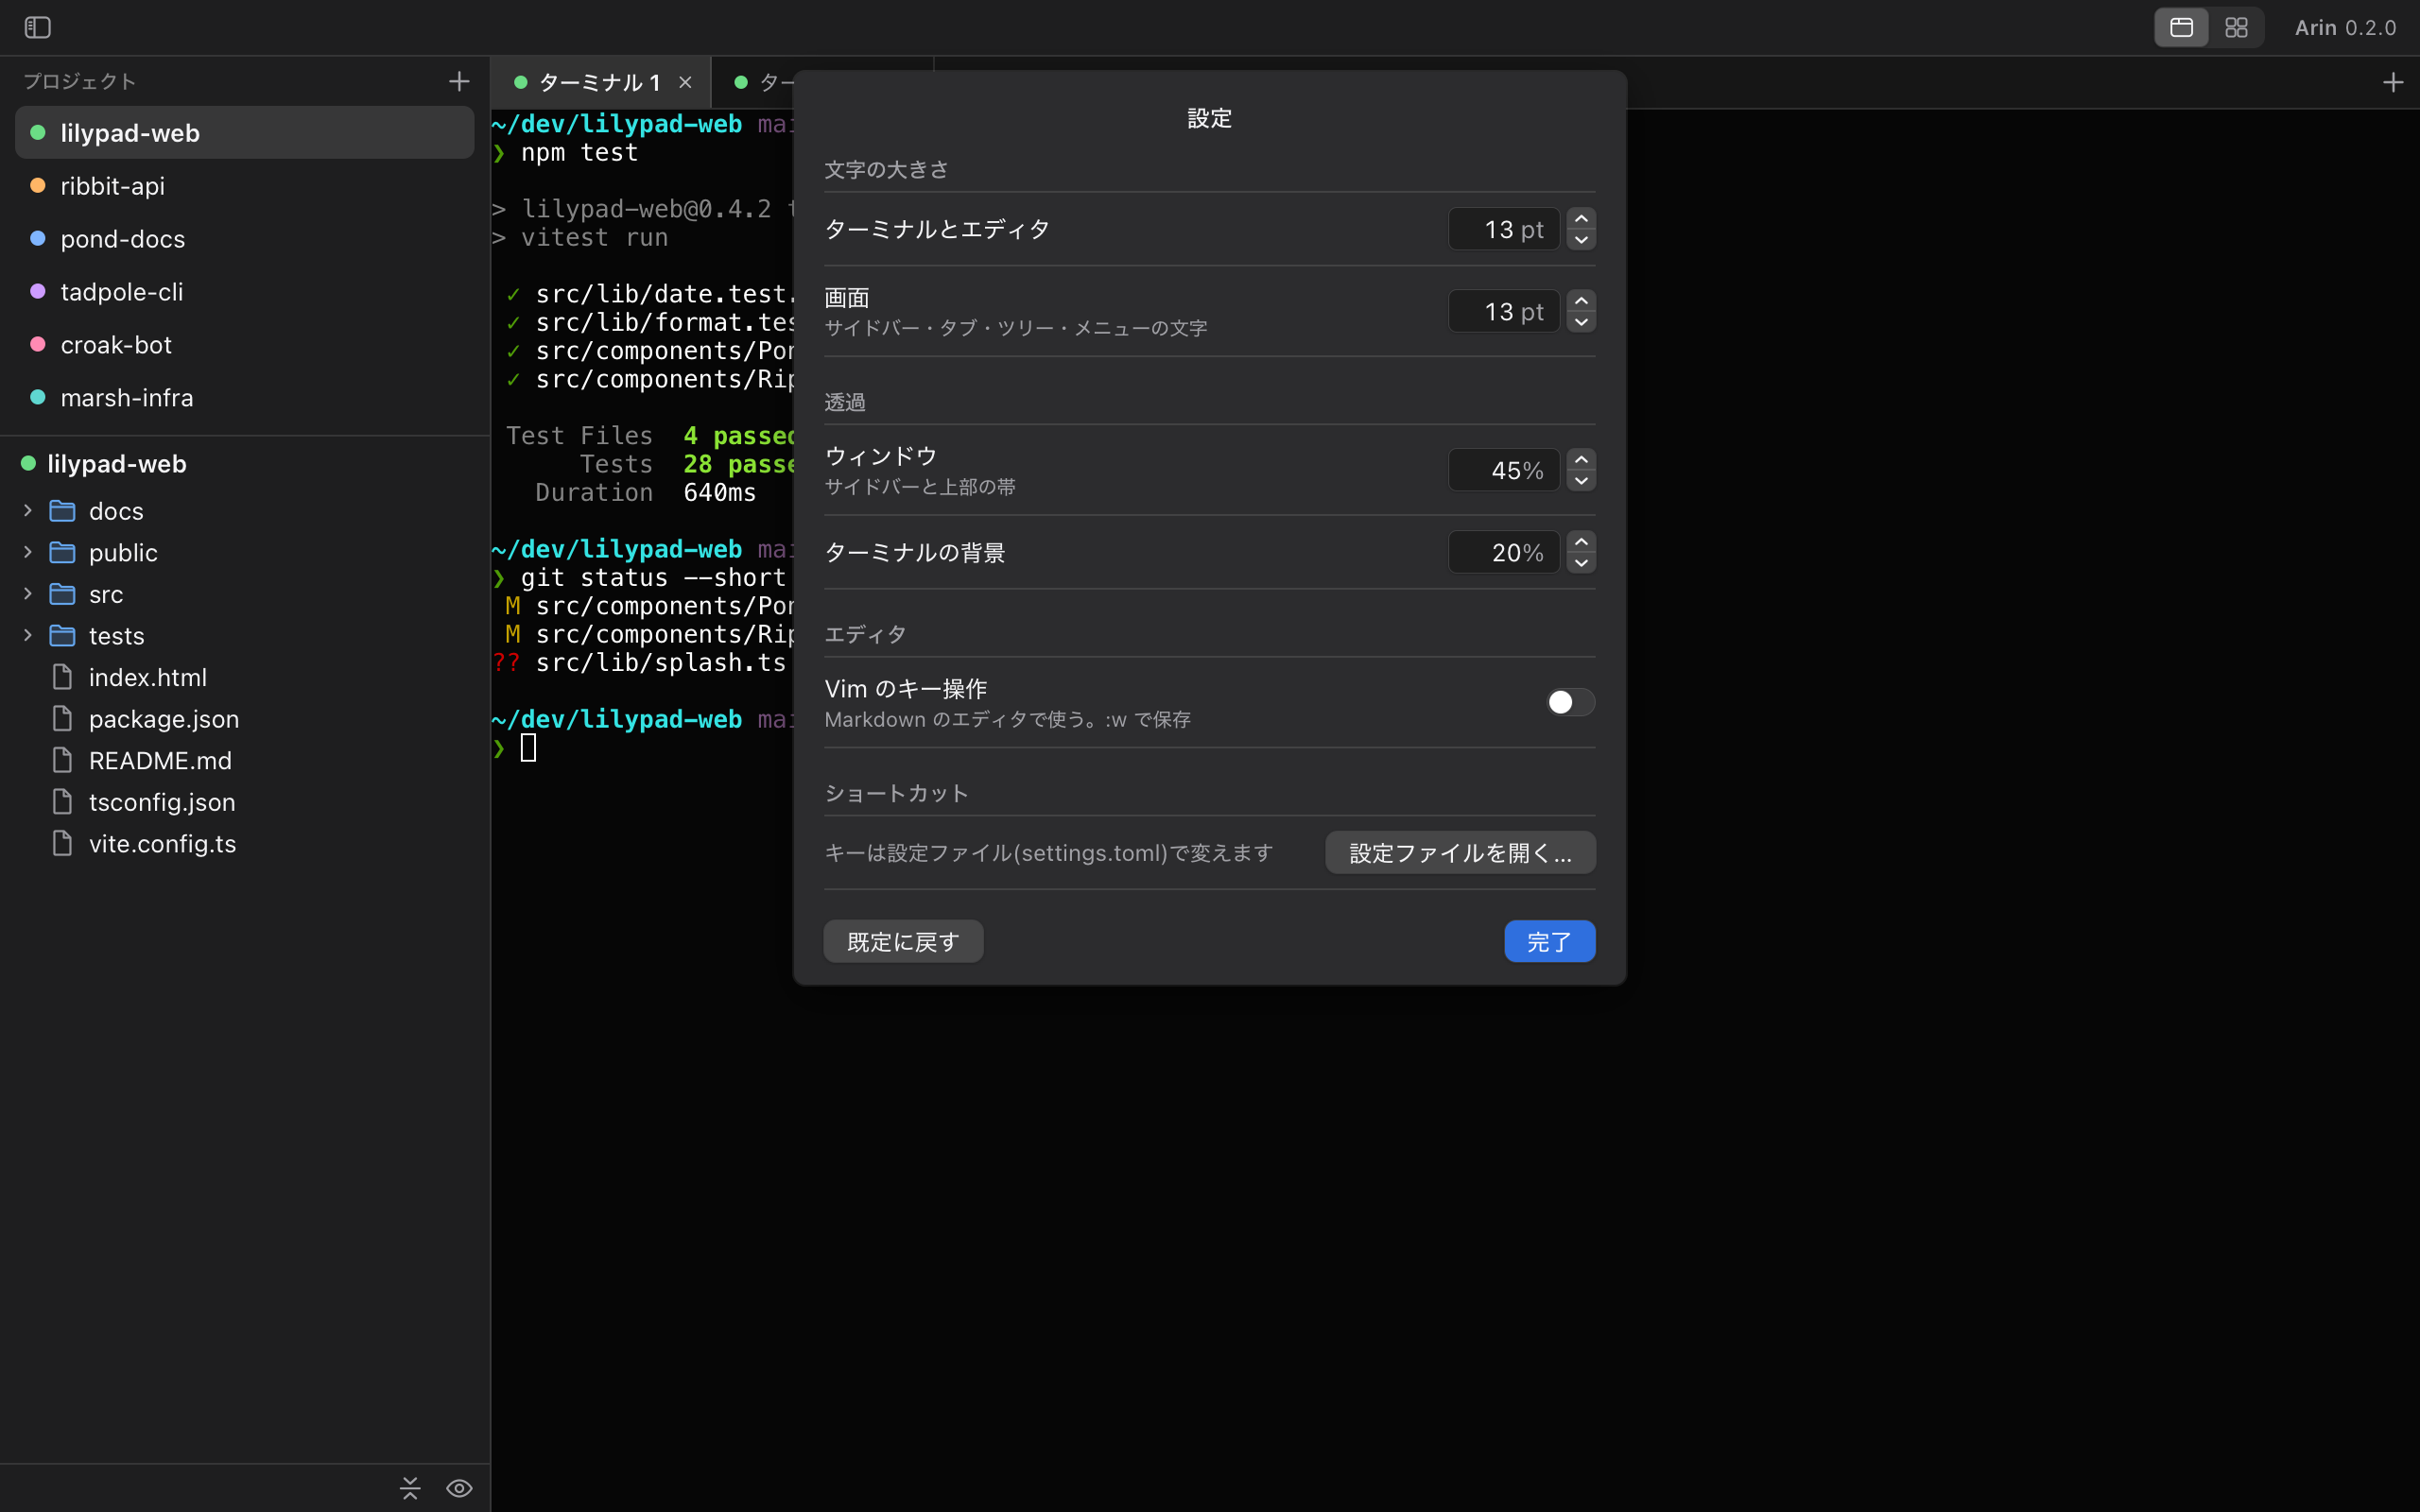 Arin 0.2.0
プロジェクト
lilypad-web
ribbit-api
pond-docs
tadpole-cli
croak-bot
marsh-infra
lilypad-web
docs
public
src
tests
index.html
package.json
README.md
tsconfig.json
vite.config.ts
ターミナル 1
~/dev/lilypad-web
❯ npm test
> lilypad-web@0.4.2
> vitest run
✓ src/lib/date.test.
✓ src/lib/format.tes
✓ src/components/Pon
✓ src/components/Rip
Test Files 4 passed
Tests 28 passe
Duration 640ms
~/dev/lilypad-web
❯ git status --short
M src/components/Pon
M src/components/Rip
?? src/lib/splash.ts
~/dev/lilypad-web
❯
設定
文字の大きさ
ターミナルとエディタ 13 pt
画面 13 pt
サイドバー・タブ・ツリー・メニューの文字
透過
ウィンドウ 45%
サイドバーと上部の帯
ターミナルの背景 20%
エディタ
Vim のキー操作
Markdown のエディタで使う。:w で保存
ショートカット
キーは設定ファイル(settings.toml)で変えます 設定ファイルを開く...
既定に戻す 完了